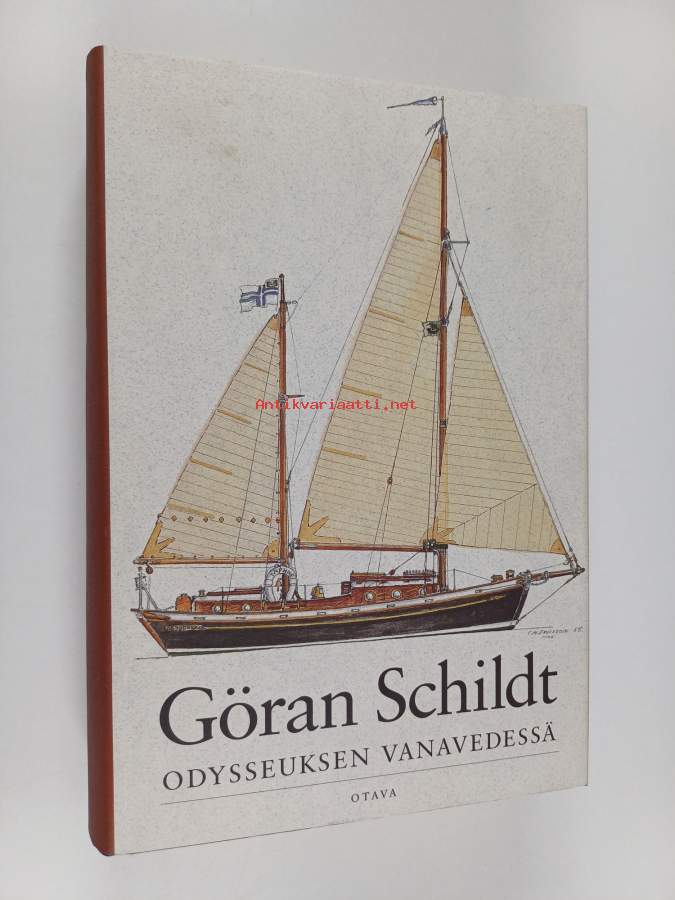 Antikvariaatti.net
Göran Schildt
ODYSSEUKSEN VANAVEDESSÄ
OTAVA